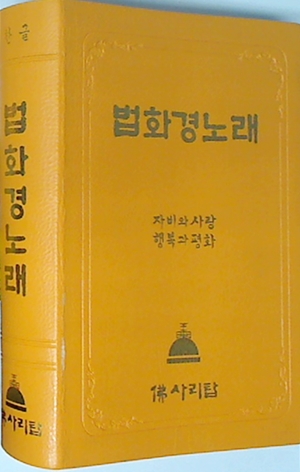 한글
법화경노래
佛사리탑
법화경노래
자비와 사랑
행복과 평화
佛사리탑